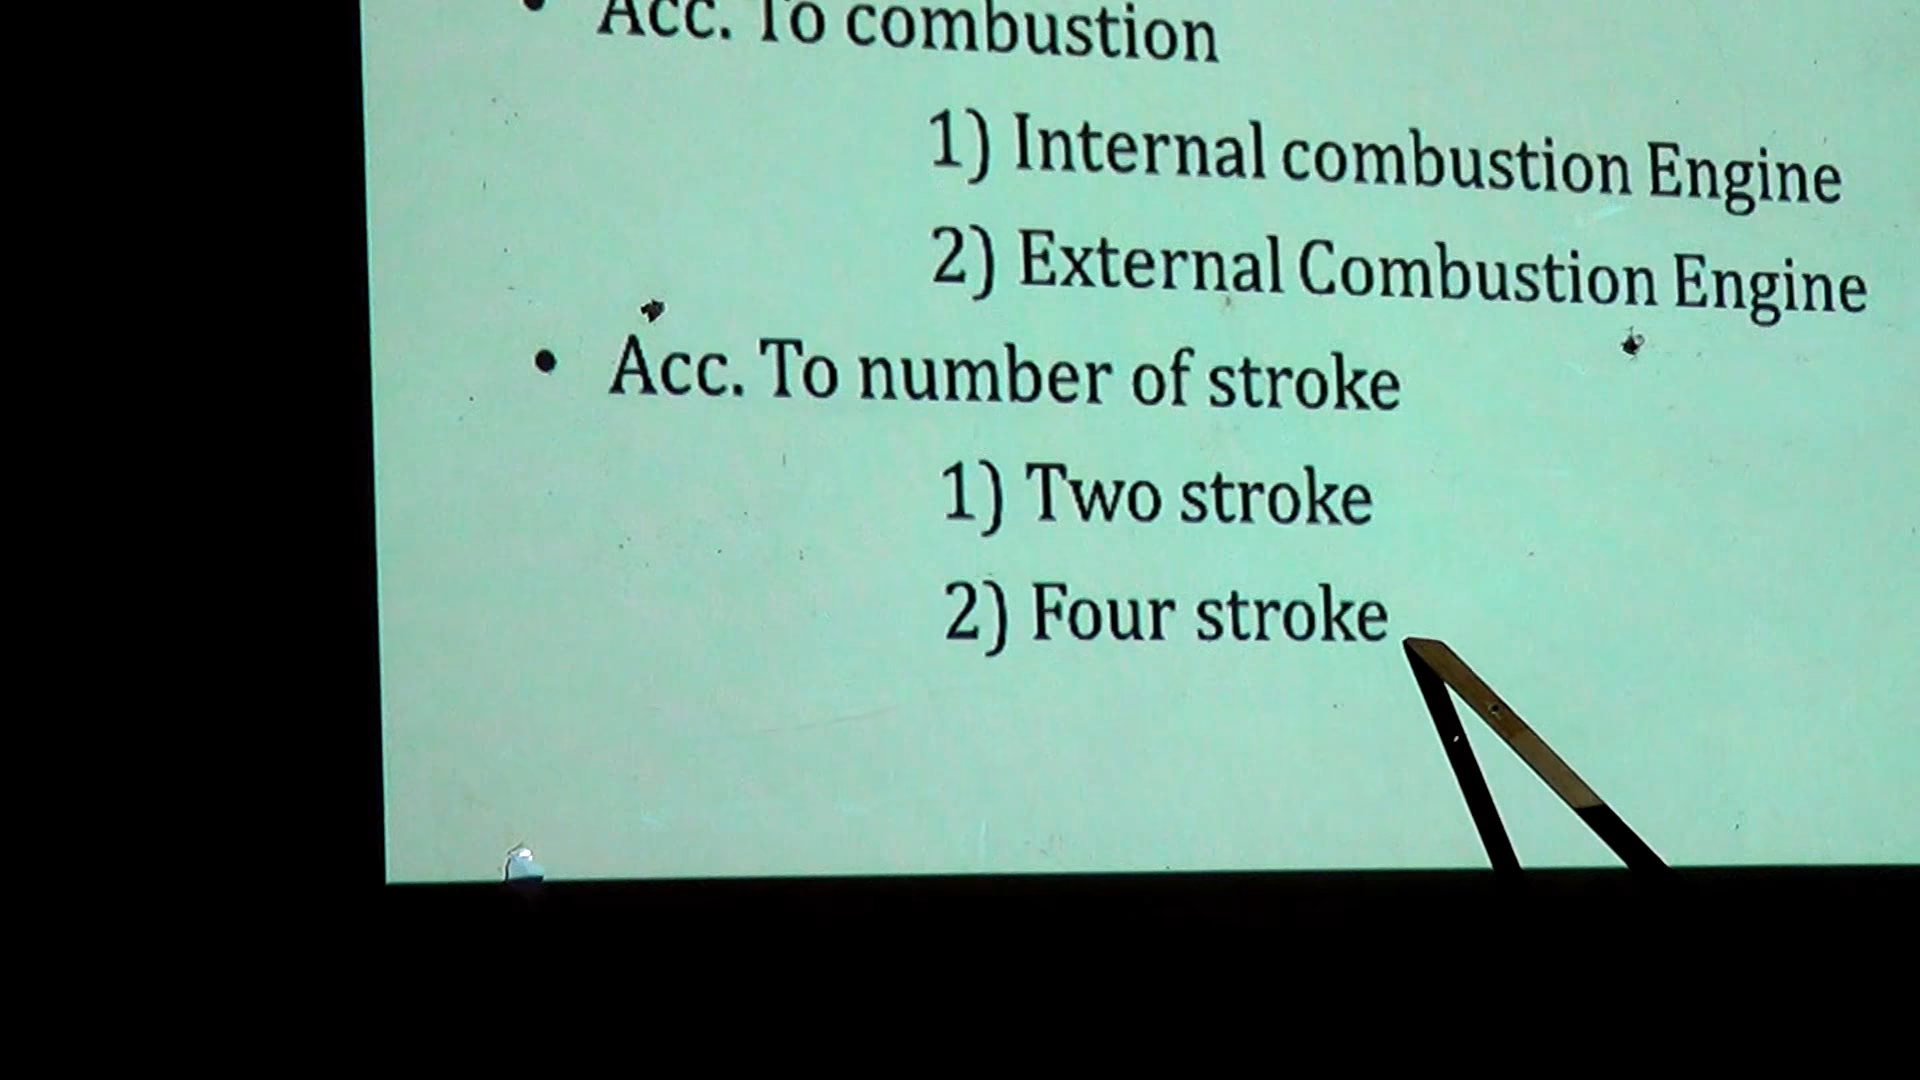 • Acc. To combustion
1) Internal combustion Engine
2) External Combustion Engine
• Acc. To number of stroke
1) Two stroke
2) Four stroke